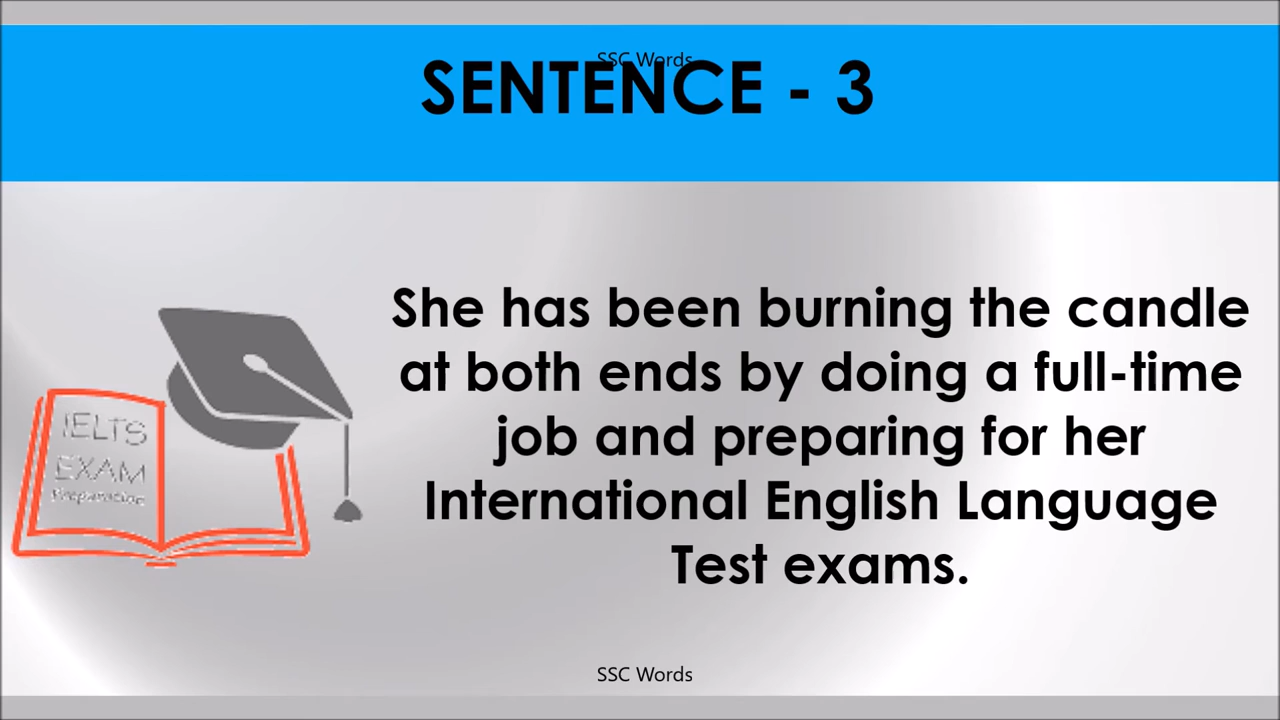 SSC Words
SENTENCE - 3
She has been burning the candle
at both ends by doing a full-time
job and preparing for her
International English Language
Test exams.
IELTS
EXAM
Preparation
SSC Words